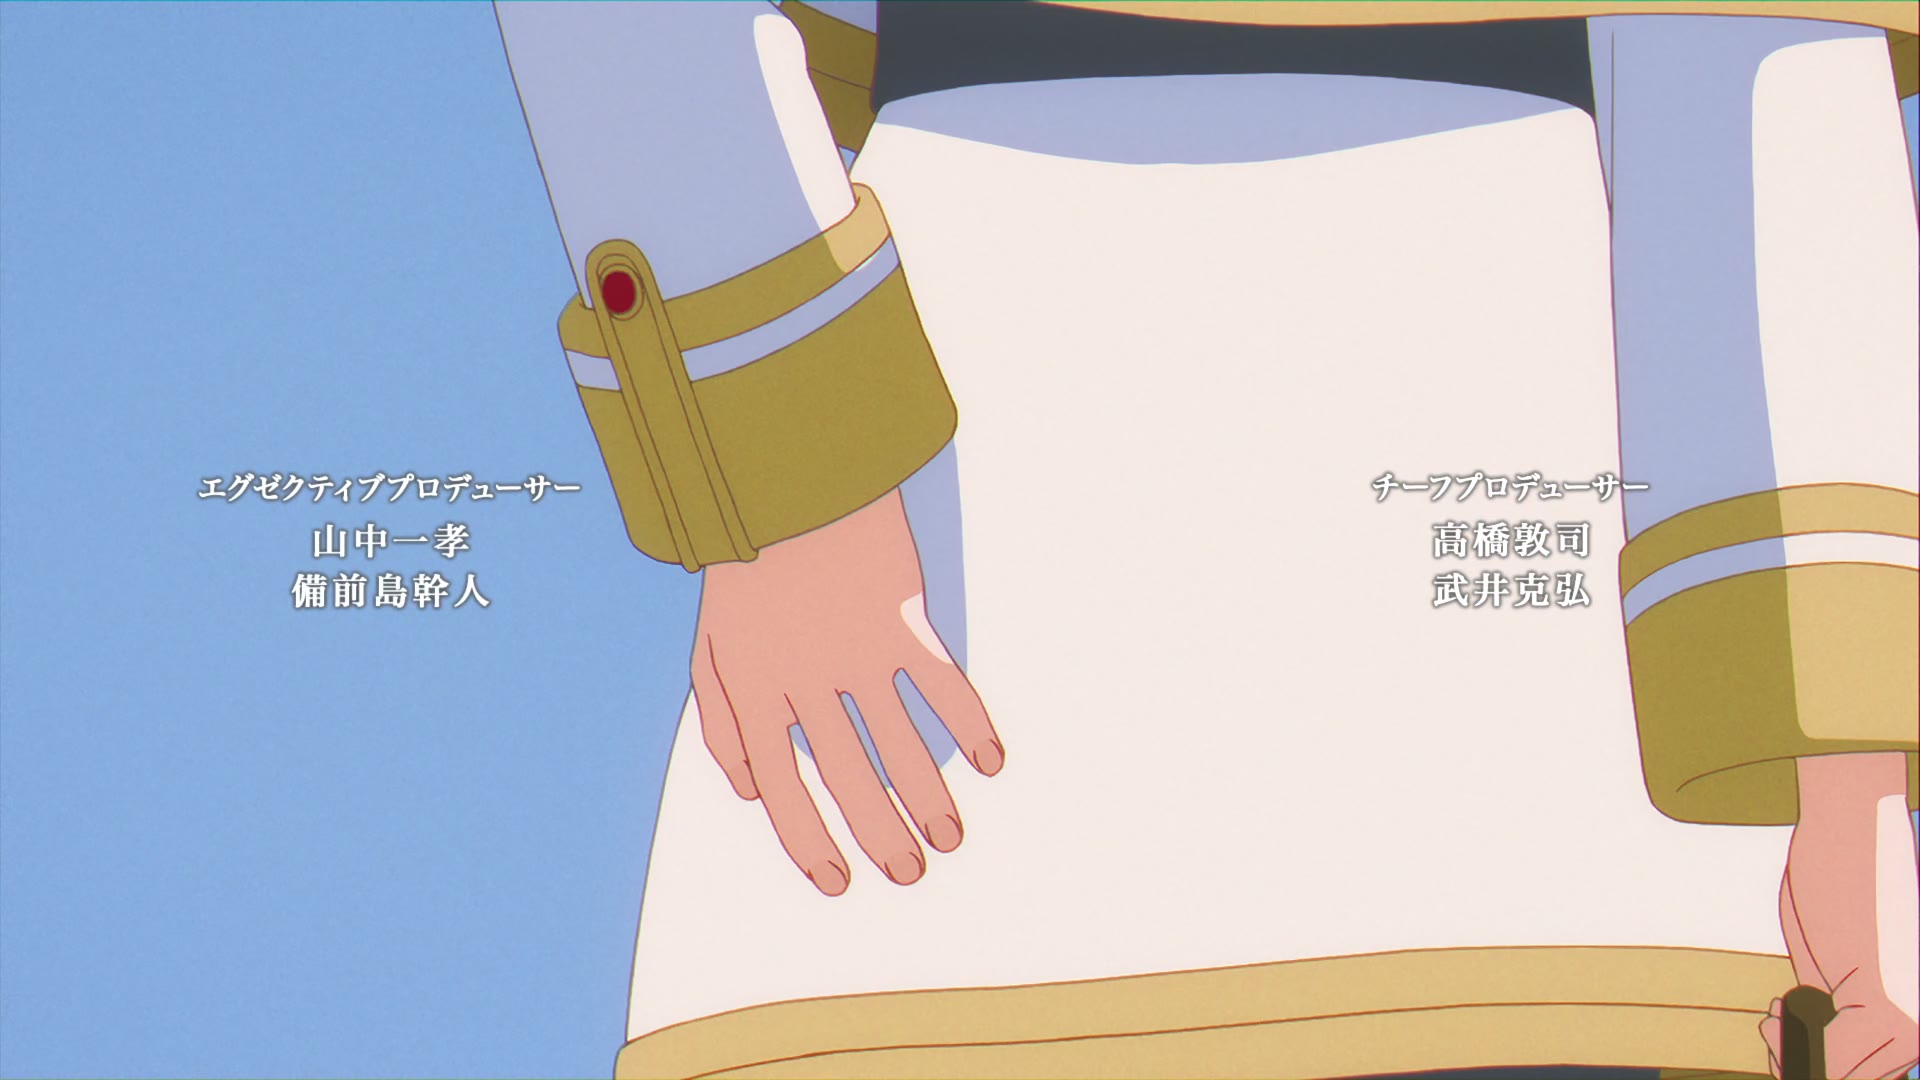 エグゼクティブプロデューサー
山中一孝
備前島幹人
チーフプロデューサー
高橋敦司
武井克弘